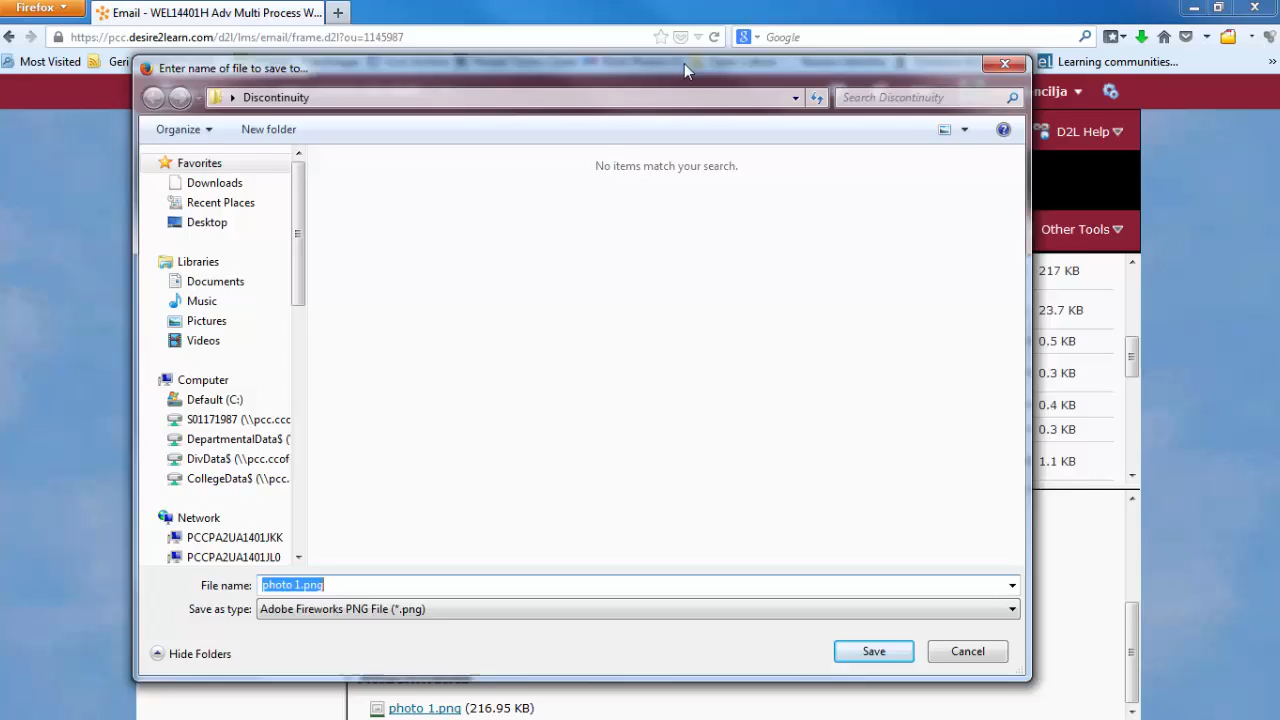 Firefox
Email - WEL14401H Adv Multi Process W...
https://pcc.desire2learn.com/d2l/lms/email/frame.d2l?ou=1145987
Google
Most Visited
Geri
Learning communities...
Enter name of file to save to...
Discontinuity
Search Discontinuity
ncilja
Organize
New folder
D2L Help
Favorites
No items match your search.
Downloads
Recent Places
Desktop
Other Tools
Libraries
217 KB
Documents
Music
23.7 KB
Pictures
Videos
0.5 KB
0.3 KB
Computer
Default (C:)
0.4 KB
S01171987 (\\pcc.ccc
0.3 KB
DepartmentalData$ (
DivData$ (\\pcc.ccof
1.1 KB
CollegeData$ (\\pcc.
Network
PCCPA2UA1401JKK
PCCPA2UA1401JL0
File name:
photo 1.png
Save as type:
Adobe Fireworks PNG File (*.png)
Hide Folders
Save
Cancel
photo 1.png (216.95 KB)